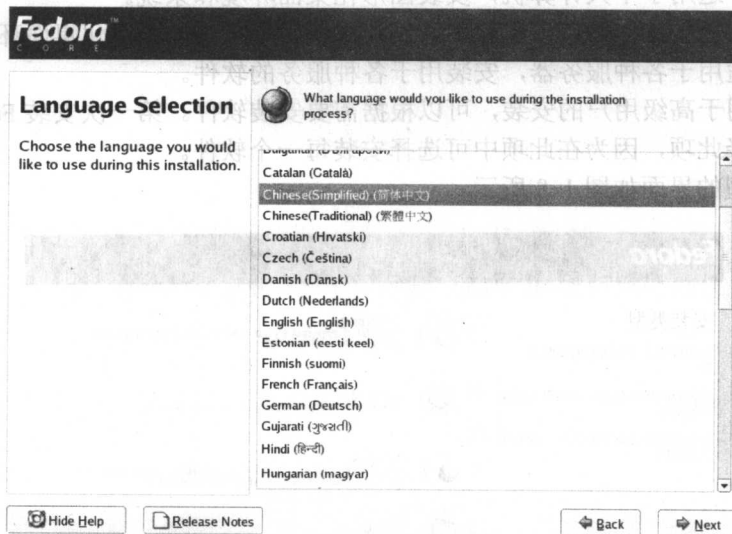 Fedora™
CORE
Language Selection
Choose the language you would
like to use during this installation.
What language would you like to use during the installation
process?
Catalan (Català)
Chinese(Simplified) (简体中文)
Chinese(Traditional) (繁體中文)
Croatian (Hrvatski)
Czech (Čeština)
Danish (Dansk)
Dutch (Nederlands)
English (English)
Estonian (eesti keel)
Finnish (suomi)
French (Français)
German (Deutsch)
Gujarati (ગુજરાતી)
Hindi (हिन्दी)
Hungarian (magyar)
Hide Help
Release Notes
Back
Next